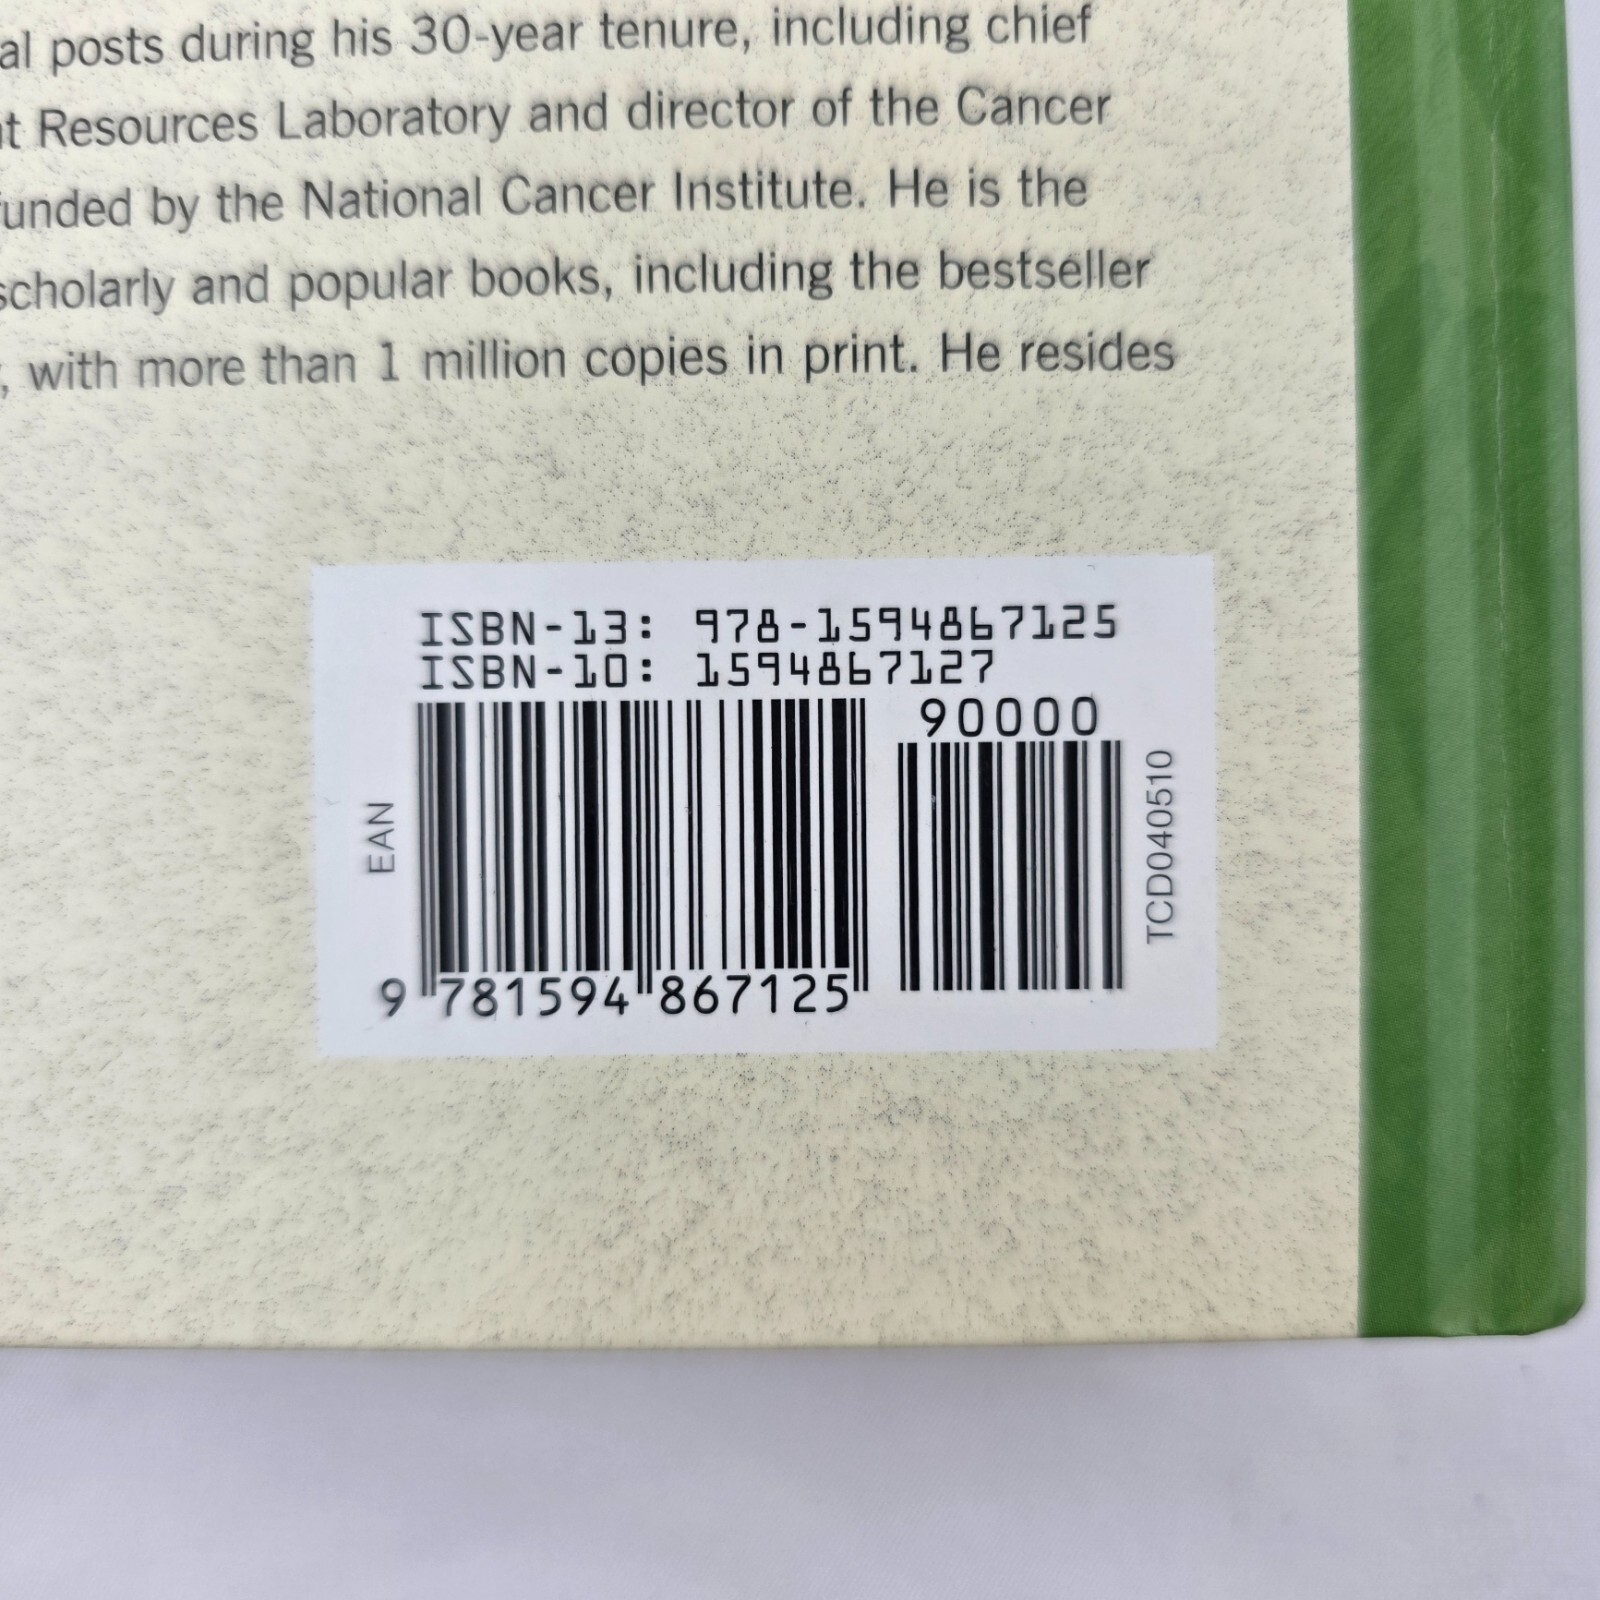 al posts during his 30-year tenure, including chief
Resources Laboratory and director of the Cancer
funded by the National Cancer Institute. He is the
scholarly and popular books, including the bestseller
, with more than 1 million copies in print. He resides
ISBN-13: 978-1594867125
ISBN-10: 1594867127
90000
EAN
TCD040510
9 781594 867125